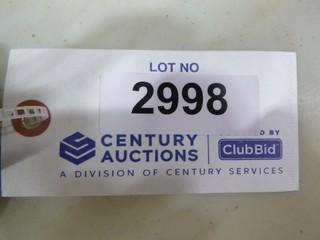 LOT NO
2998
CENTURY
AUCTIONS
BY
ClubBid
A DIVISION OF CENTURY SERVICES